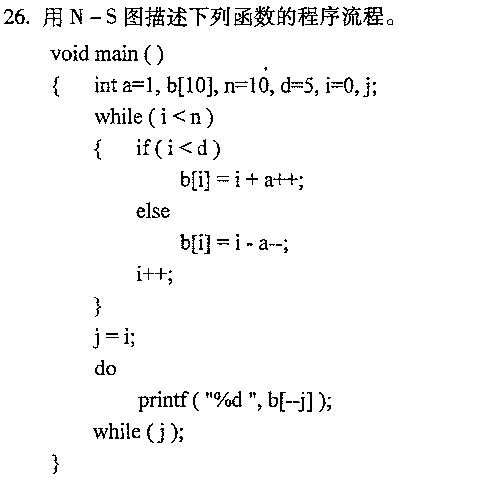 26. 用 N－S 图描述下列函数的程序流程。
void main ( )
{ int a=1, b[10], n=10, d=5, i=0, j;
while ( i < n )
{ if ( i < d )
b[i] = i + a++;
else
b[i] = i - a--;
i++;
}
j = i;
do
printf ( "%d ", b[--j] );
while ( j );
}